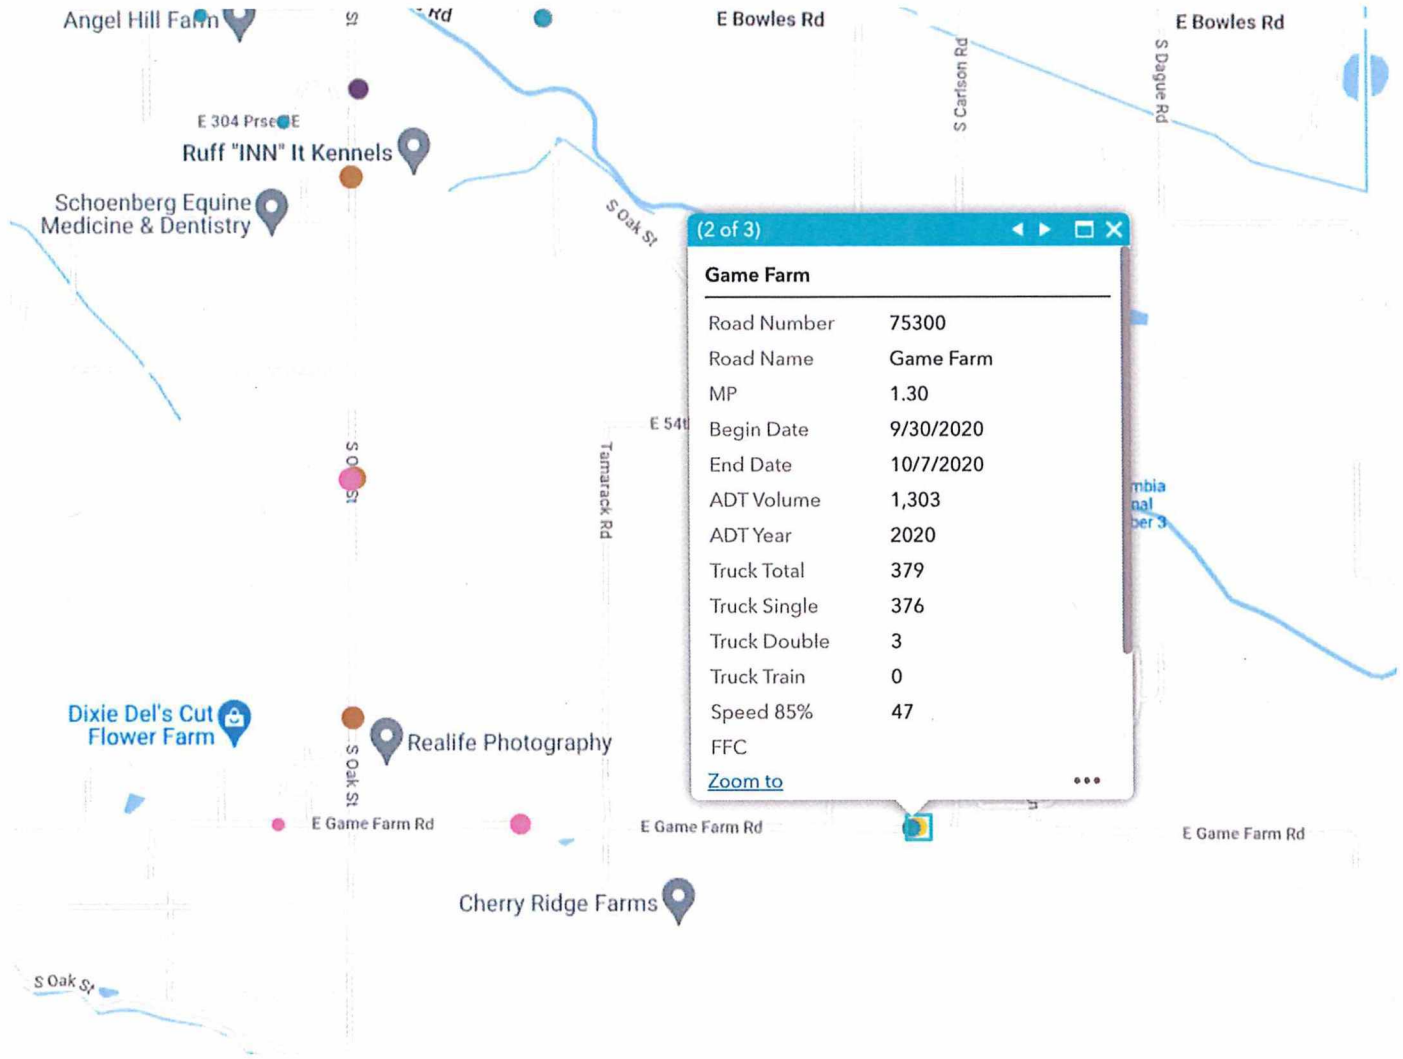 Angel Hill Farm
St
Rd
E Bowles Rd
E Bowles Rd
S Carlson Rd
S Dague Rd
E 304 Prse E
Ruff "INN" It Kennels
Schoenberg Equine
Medicine & Dentistry
S Oak St
(2 of 3)
Game Farm
Road Number 75300
Road Name Game Farm
MP 1.30
Begin Date 9/30/2020
End Date 10/7/2020
ADT Volume 1,303
ADT Year 2020
Truck Total 379
Truck Single 376
Truck Double 3
Truck Train 0
Speed 85% 47
FFC
Zoom to
E 54t
S O St
Tamarack Rd
mbia
nal
ber 3
Dixie Del's Cut
Flower Farm
Realife Photography
S Oak St
E Game Farm Rd
E Game Farm Rd
E Game Farm Rd
Cherry Ridge Farms
S Oak St